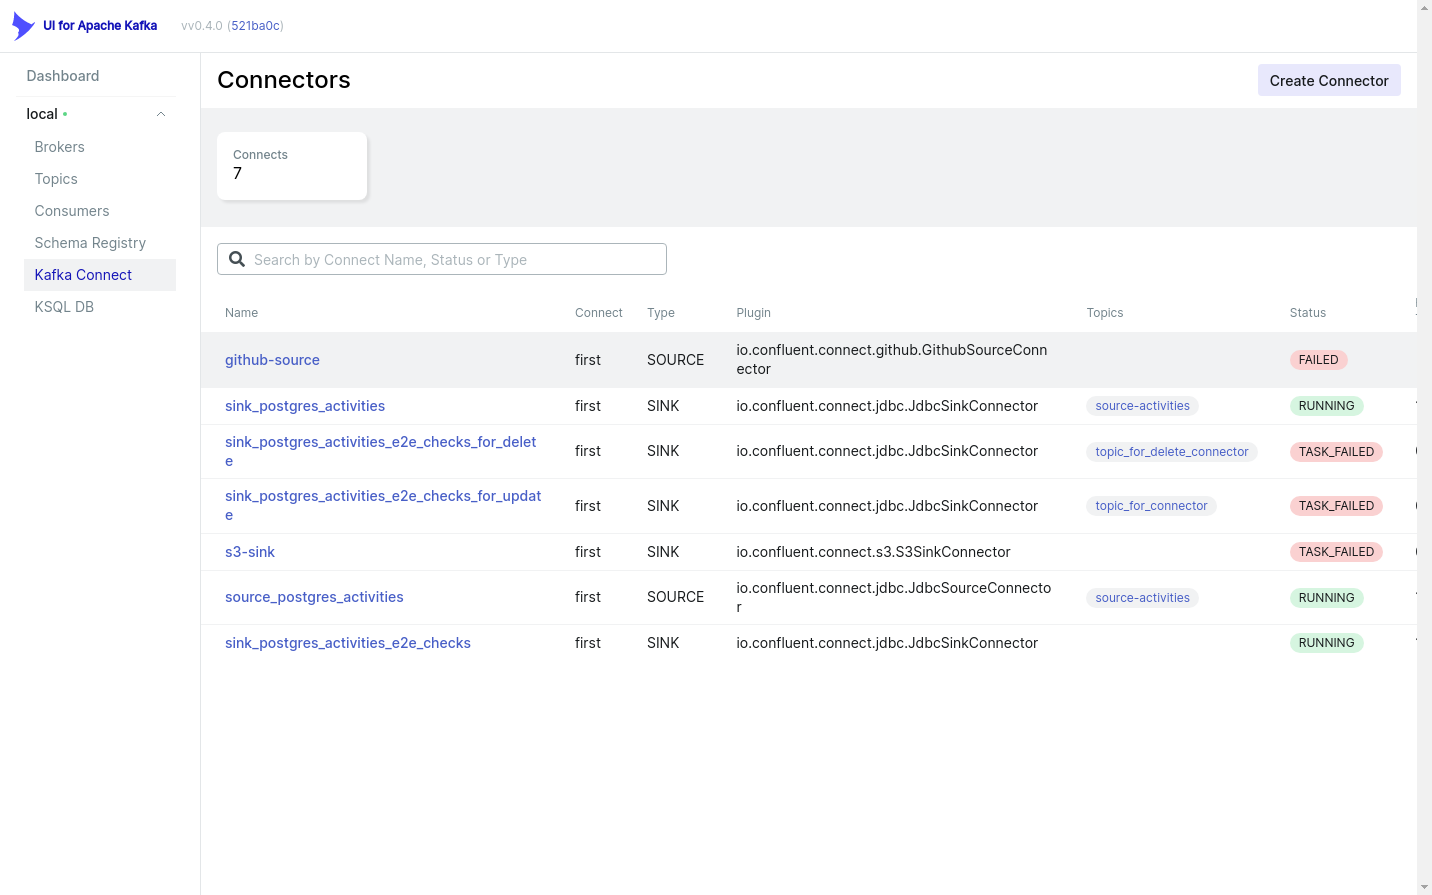 UI for Apache Kafka vv0.4.0 (521ba0c)
Dashboard
local
Brokers
Topics
Consumers
Schema Registry
Kafka Connect
KSQL DB
Connectors
Create Connector
Connects
7
Search by Connect Name, Status or Type
Name Connect Type Plugin Topics Status
github-source first SOURCE io.confluent.connect.github.GithubSourceConn
ector FAILED
sink_postgres_activities first SINK io.confluent.connect.jdbc.JdbcSinkConnector source-activities RUNNING
sink_postgres_activities_e2e_checks_for_delet
e first SINK io.confluent.connect.jdbc.JdbcSinkConnector topic_for_delete_connector TASK_FAILED
sink_postgres_activities_e2e_checks_for_updat
e first SINK io.confluent.connect.jdbc.JdbcSinkConnector topic_for_connector TASK_FAILED
s3-sink first SINK io.confluent.connect.s3.S3SinkConnector TASK_FAILED
source_postgres_activities first SOURCE io.confluent.connect.jdbc.JdbcSourceConnecto
r source-activities RUNNING
sink_postgres_activities_e2e_checks first SINK io.confluent.connect.jdbc.JdbcSinkConnector RUNNING